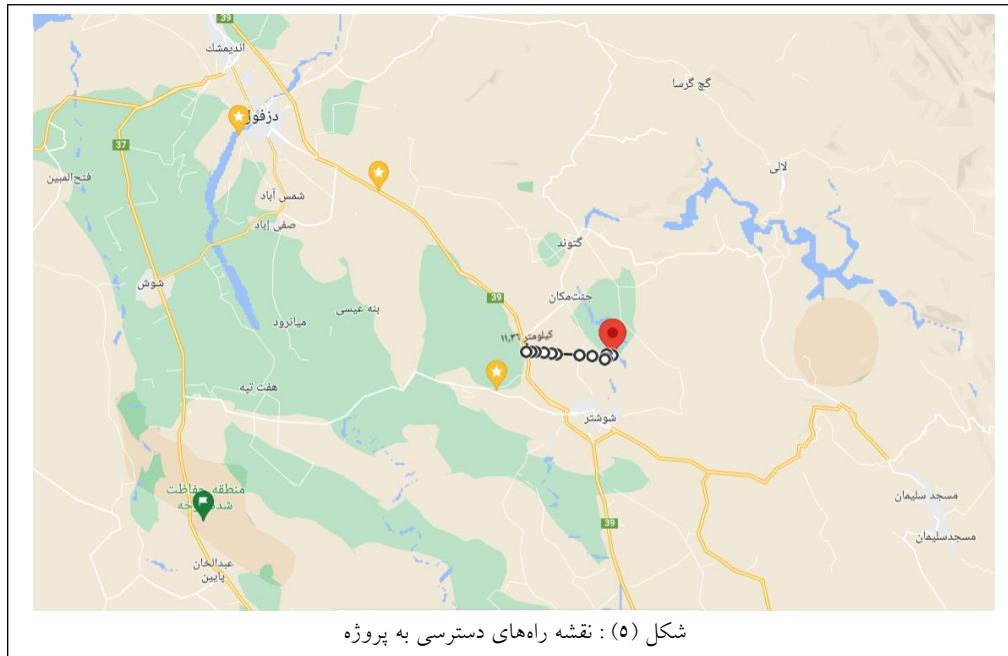 39
اندیمشک
گچ گرسا
دزفول
37
لالی
فتح‌المبین
شمس آباد
صفی آباد
گتوند
شوش
جنت‌مکان
39
بنه عیسی
میانرود
۱۱,۳۶ کیلومتر
هفت تپه
شوشتر
منطقه حفاظت
مسجد سلیمان
39
مسجدسلیمان
عبدالخان
پایین
شکل (۵) : نقشه راه‌های دسترسی به پروژه